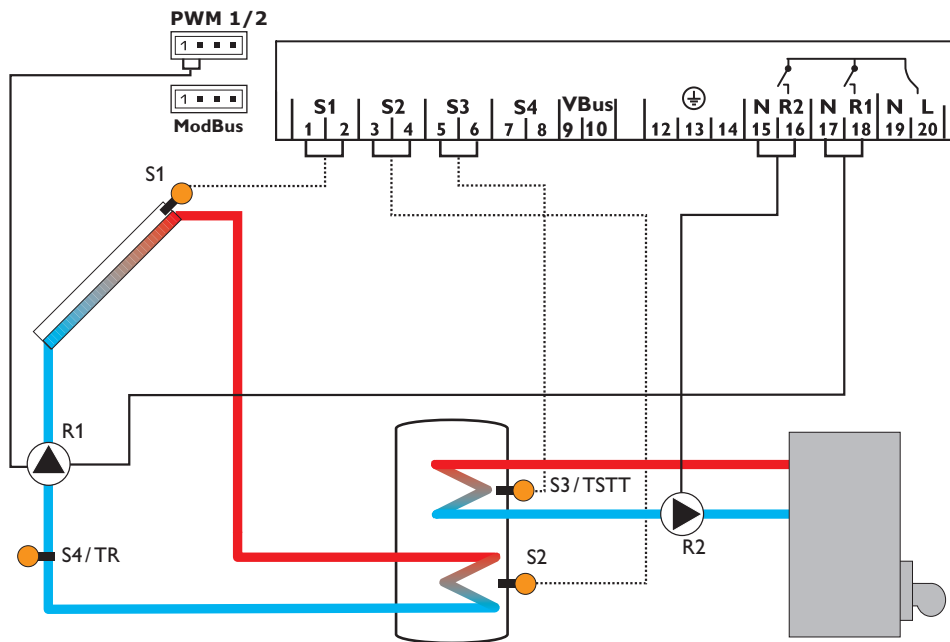 PWM 1/2
1
1
ModBus
S1 S2 S3 S4 VBus N R2 N R1 N L
1 2 3 4 5 6 7 8 9 10 12 13 14 15 16 17 18 19 20
S1
R1
S3/TSTT
R2
S4/TR
S2